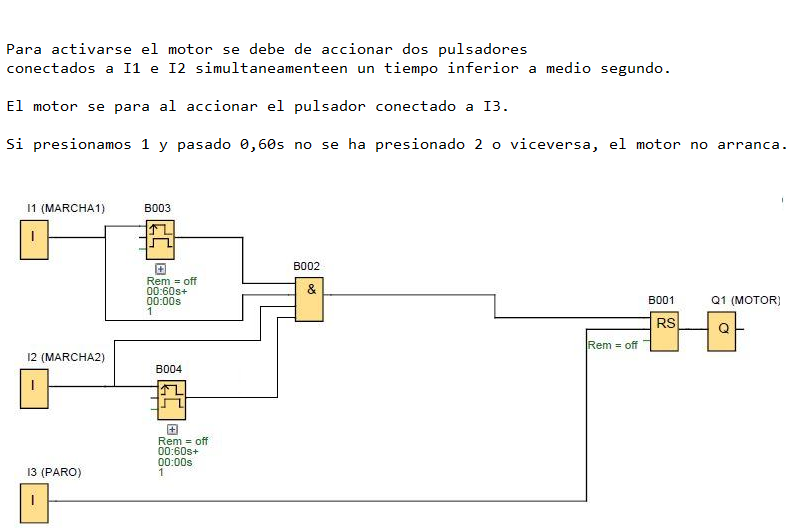 Para activarse el motor se debe de accionar dos pulsadores
conectados a I1 e I2 simultaneamenteen un tiempo inferior a medio segundo.
El motor se para al accionar el pulsador conectado a I3.
Si presionamos 1 y pasado 0,60s no se ha presionado 2 o viceversa, el motor no arranca.
I1 (MARCHA1)
B003
I
Rem = off
00:60s+
00:00s
1
B002
&
B001
Q1 (MOTOR)
RS
Q
Rem = off
I2 (MARCHA2)
B004
I
Rem = off
00:60s+
00:00s
1
I3 (PARO)
I